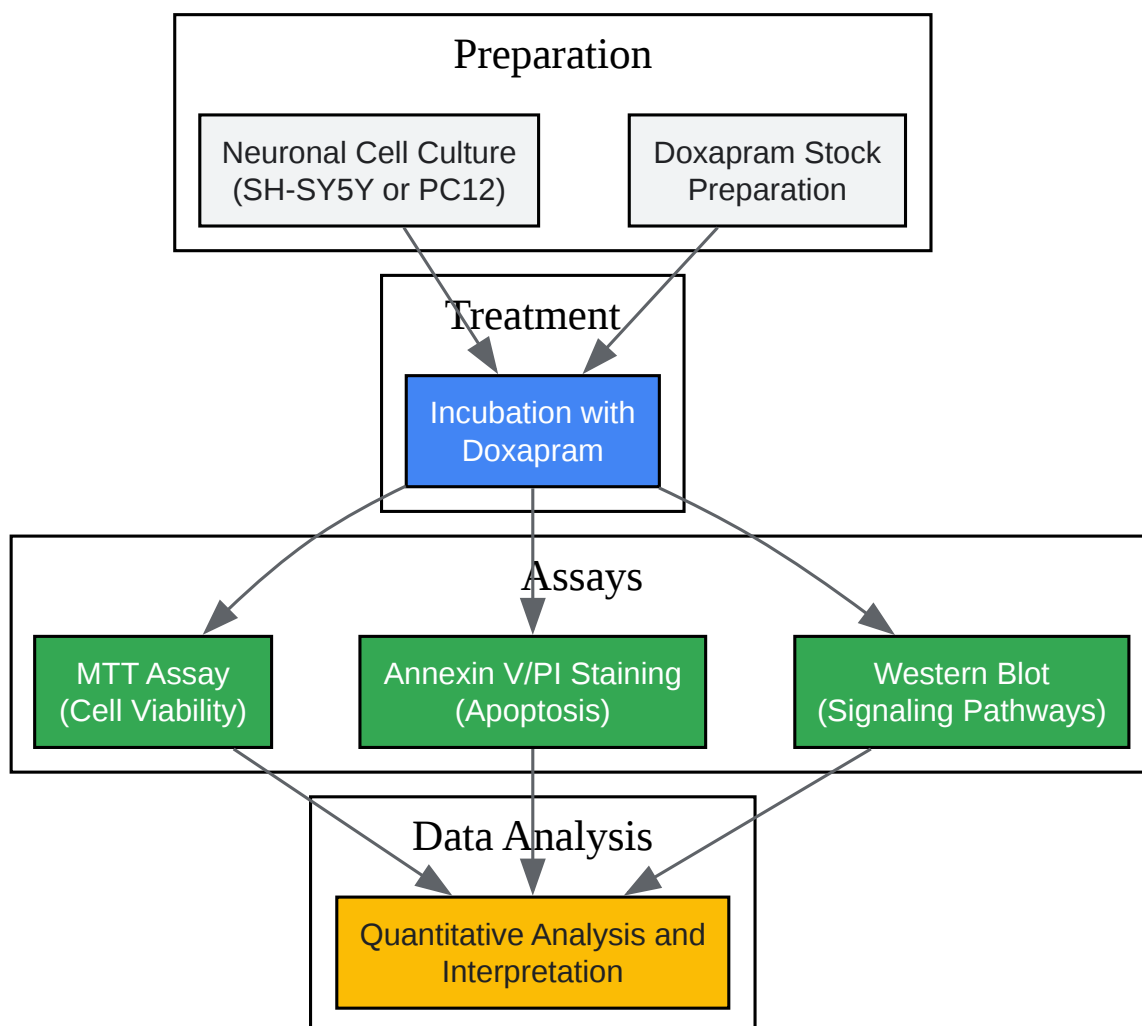 Preparation
Neuronal Cell Culture
(SH-SY5Y or PC12)
Doxapram Stock
Preparation
Treatment
Incubation with
Doxapram
Assays
MTT Assay
(Cell Viability)
Annexin V/PI Staining
(Apoptosis)
Western Blot
(Signaling Pathways)
Data Analysis
Quantitative Analysis and
Interpretation